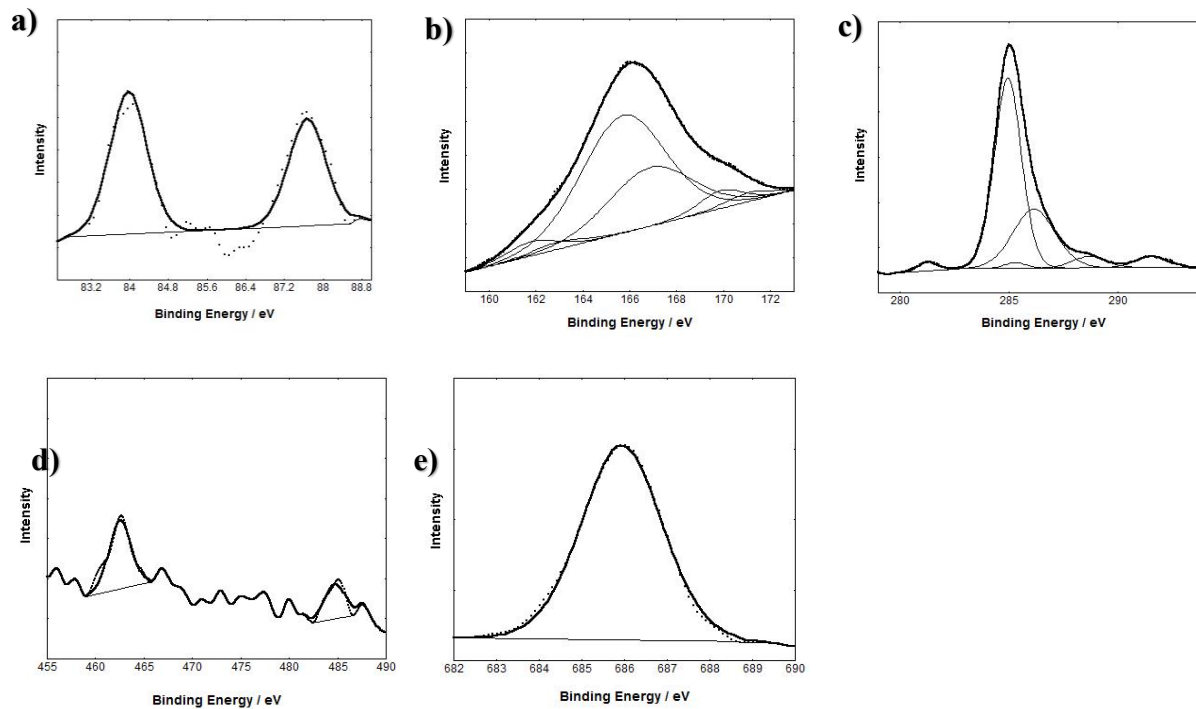 a)
Intensity
83.2 84 84.8 85.6 86.4 87.2 88 88.8
Binding Energy / eV
b)
Intensity
160 162 164 166 168 170 172
Binding Energy / eV
c)
Intensity
280 285 290
Binding Energy / eV
d)
Intensity
455 460 465 470 475 480 485 490
Binding Energy / eV
e)
Intensity
682 683 684 685 686 687 688 689 690
Binding Energy / eV